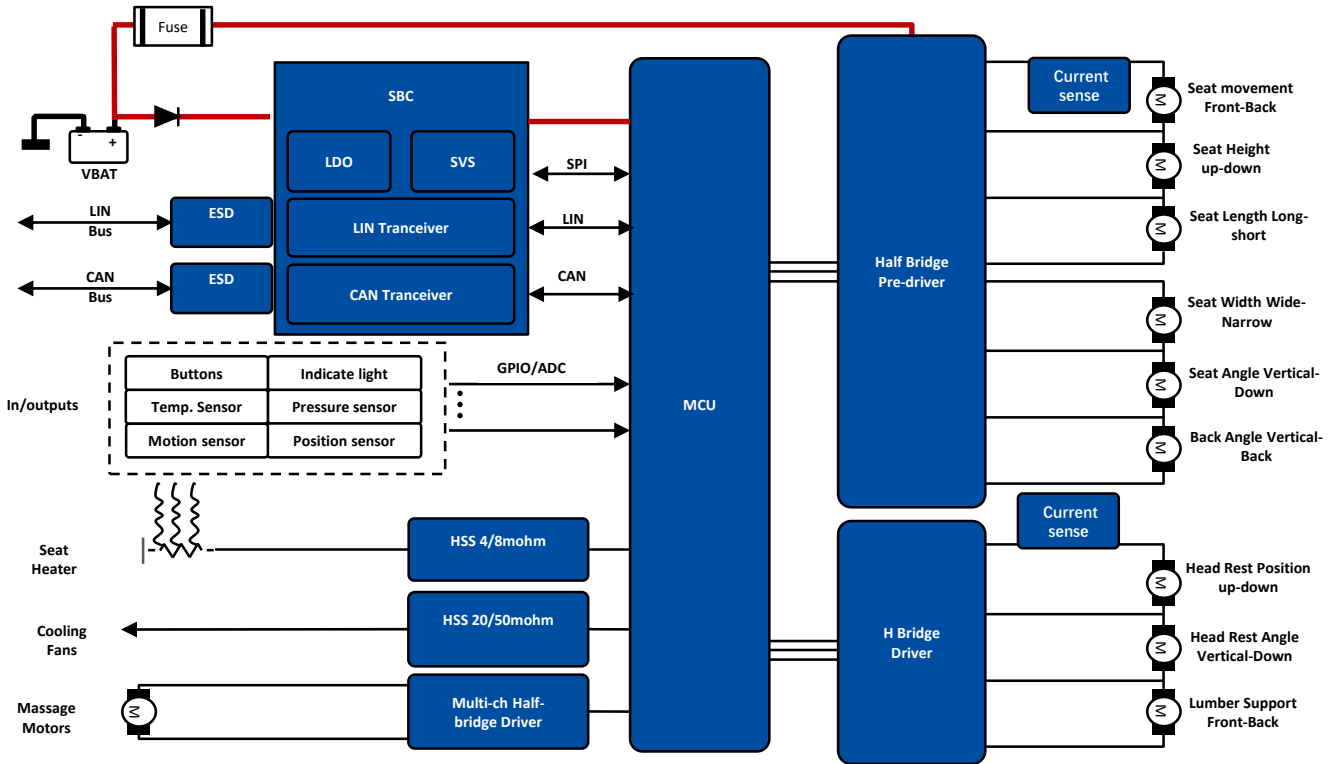 Fuse
SBC
LDO
SVS
LIN Tranceiver
CAN Tranceiver
-
+
VBAT
LIN
Bus
ESD
CAN
Bus
ESD
SPI
LIN
CAN
GPIO/ADC
In/outputs
Buttons
Indicate light
Temp. Sensor
Pressure sensor
Motion sensor
Position sensor
Seat
Heater
HSS 4/8mohm
Cooling
Fans
HSS 20/50mohm
Massage
Motors
M
Multi-ch Half-
bridge Driver
MCU
Half Bridge
Pre-driver
Current
sense
M
Seat movement
Front-Back
M
Seat Height
up-down
M
Seat Length Long-
short
M
Seat Width Wide-
Narrow
M
Seat Angle Vertical-
Down
M
Back Angle Vertical-
Back
H Bridge
Driver
Current
sense
M
Head Rest Position
up-down
M
Head Rest Angle
Vertical-Down
M
Lumber Support
Front-Back